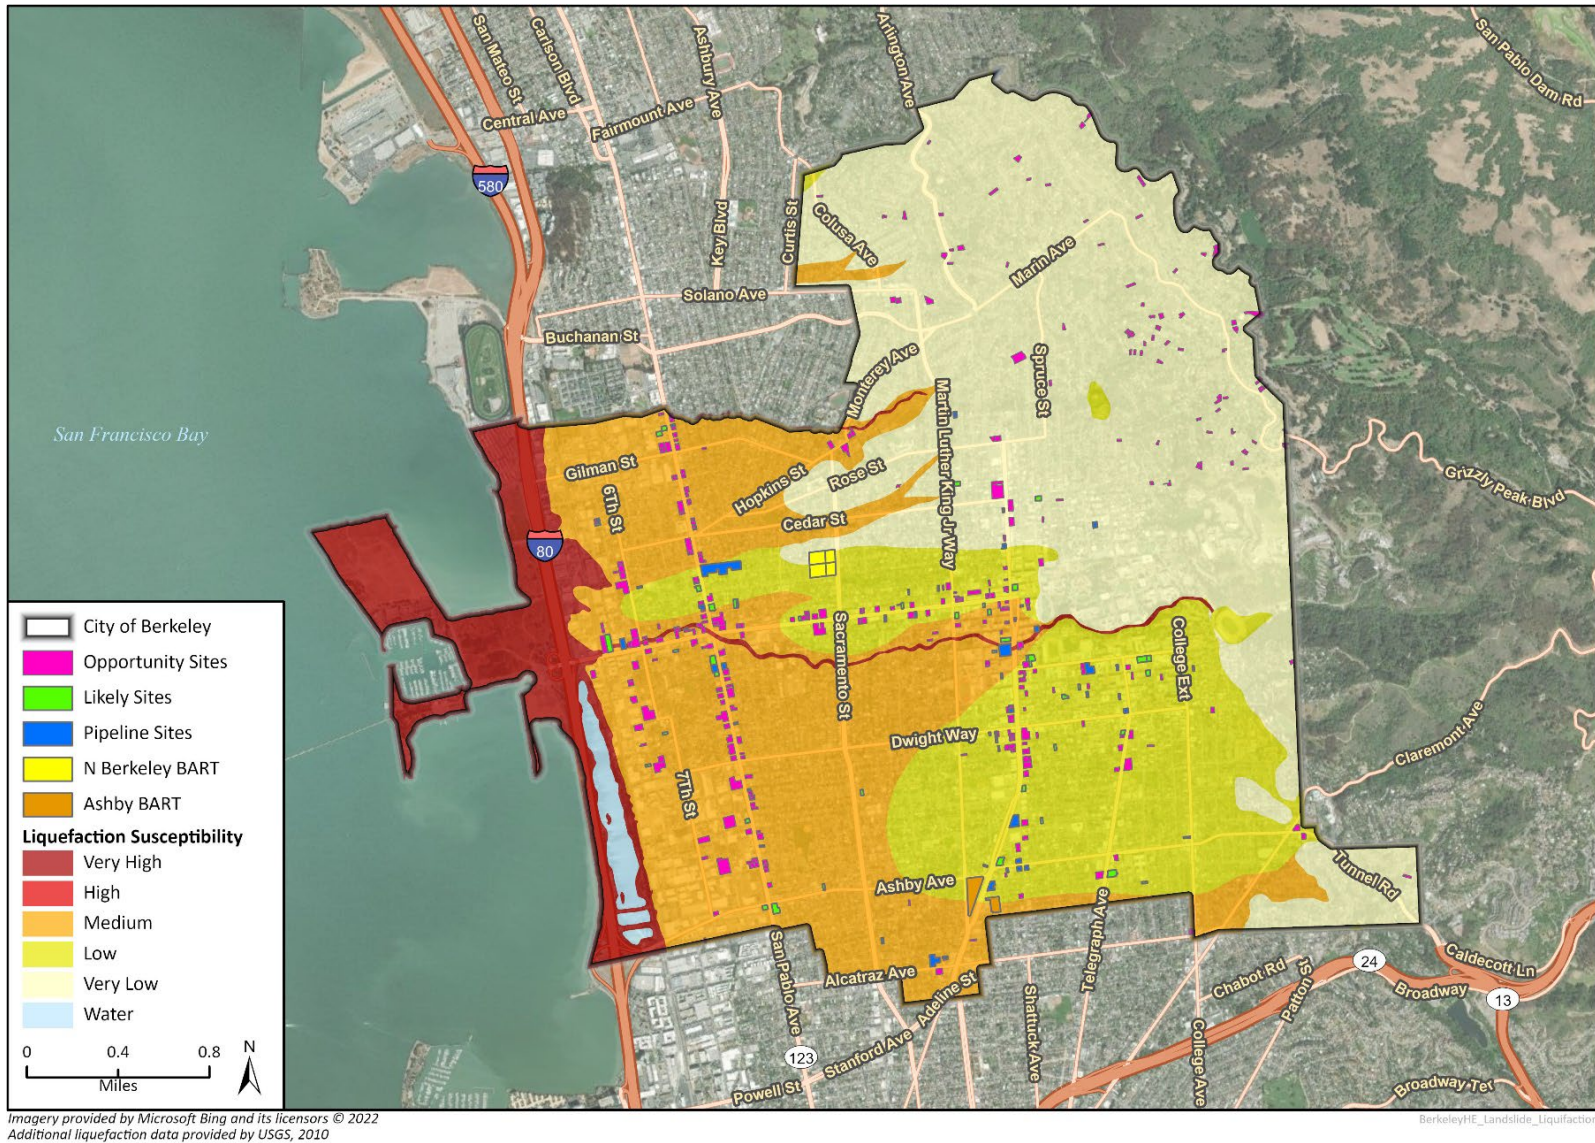 San Mateo St
Carlson Blvd
Ashbury Ave
Arlington Ave
San Pablo Dam Rd
Central Ave
Fairmount Ave
580
Key Blvd
Curtis St
Colusa Ave
Marin Ave
Solano Ave
Buchanan St
Monterey Ave
Spruce St
Martin Luther King Jr Way
San Francisco Bay
Gilman St
6Th St
Hopkins St
Rose St
Cedar St
Grizzly Peak Blvd
80
Sacramento St
College Ext
Claremont Ave
Dwight Way
7Th St
Ashby Ave
Tunnel Rd
San Pablo Ave
Alcatraz Ave
Adeline St
Telegraph Ave
Shattuck Ave
Stanford Ave
Powell St
123
Chabot Rd
Patton St
24
Broadway
Caldecott Ln
13
College Ave
Broadway Ter
City of Berkeley
Opportunity Sites
Likely Sites
Pipeline Sites
N Berkeley BART
Ashby BART
Liquefaction Susceptibility
Very High
High
Medium
Low
Very Low
Water
0 0.4 0.8
Miles
N
Imagery provided by Microsoft Bing and its licensors © 2022
Additional liquefaction data provided by USGS, 2010
BerkeleyHE_Landslide_Liquifaction